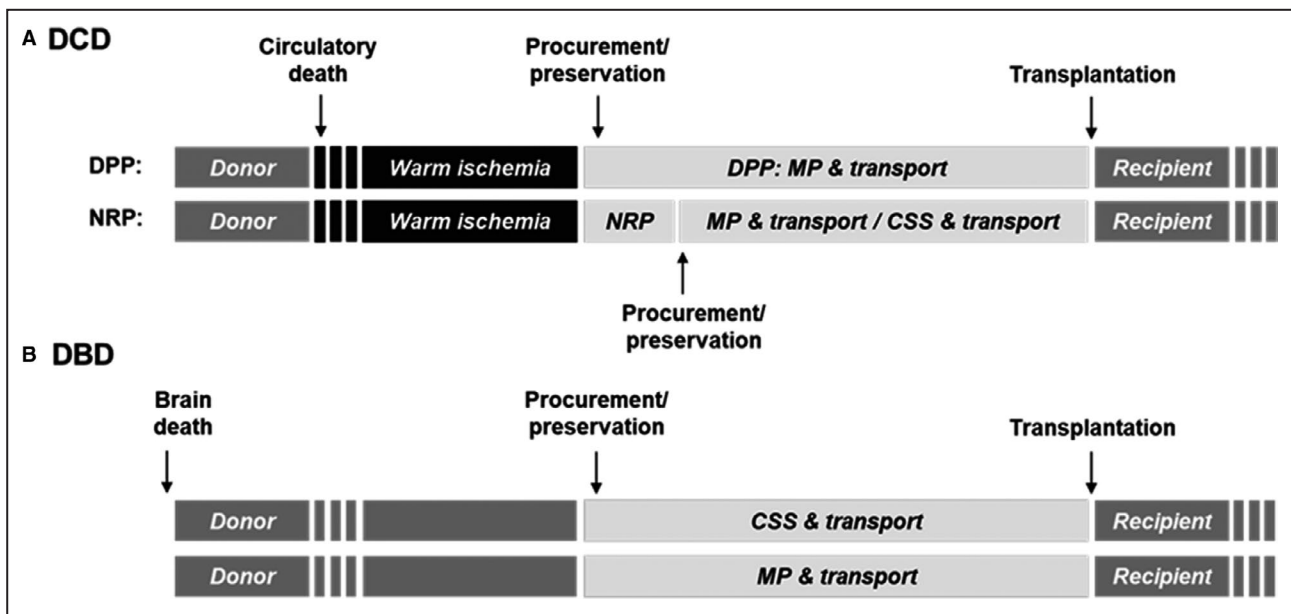 A DCD
Circulatory
death
Procurement/
preservation
Transplantation
DPP:
Donor
Warm ischemia
DPP: MP & transport
Recipient
NRP:
Donor
Warm ischemia
NRP
MP & transport / CSS & transport
Recipient
Procurement/
preservation
B DBD
Brain
death
Procurement/
preservation
Transplantation
Donor
CSS & transport
Recipient
Donor
MP & transport
Recipient